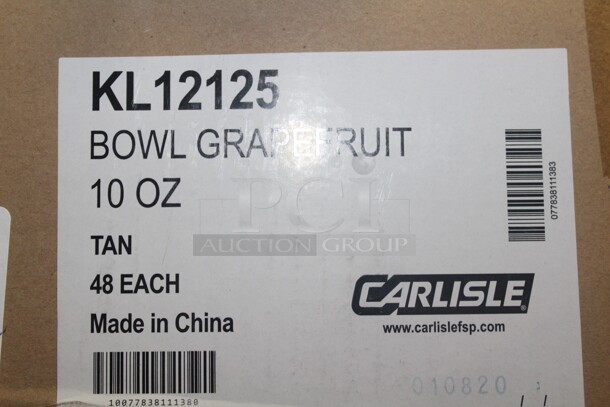 KL12125
BOWL GRAPEFRUIT
10 OZ
PCi
AUCTION GROUP
TAN
48 EACH
Made in China
077838111383
CARLISLE
www.carlislefsp.com
10077838111380
010820